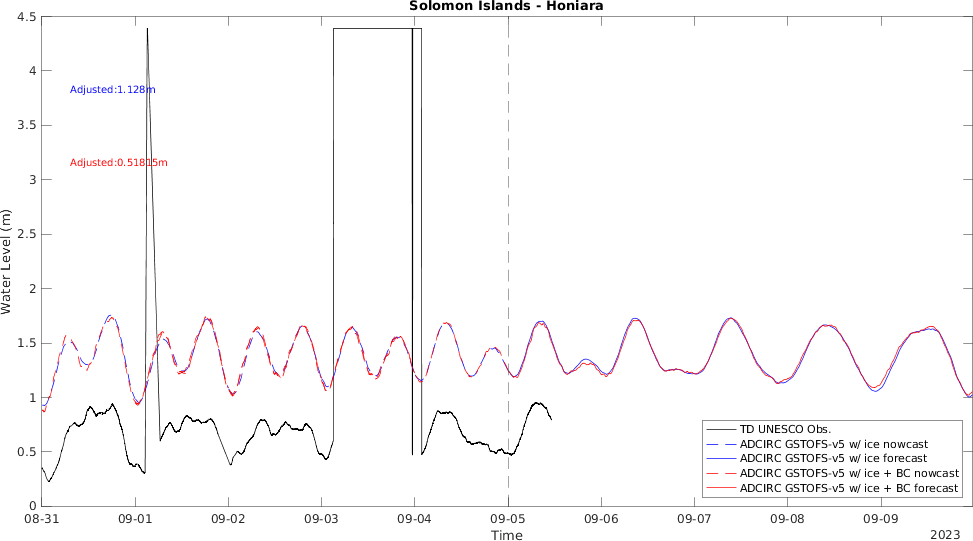 Solomon Islands - Honiara
4.5
4
3.5
3
2.5
2
1.5
1
0.5
0
Water Level (m)
Adjusted:1.128m
Adjusted:0.51815m
TD UNESCO Obs.
ADCIRC GSTOFS-v5 w/ ice nowcast
ADCIRC GSTOFS-v5 w/ ice forecast
ADCIRC GSTOFS-v5 w/ ice + BC nowcast
ADCIRC GSTOFS-v5 w/ ice + BC forecast
08-31 09-01 09-02 09-03 09-04 09-05 09-06 09-07 09-08 09-09
Time
2023